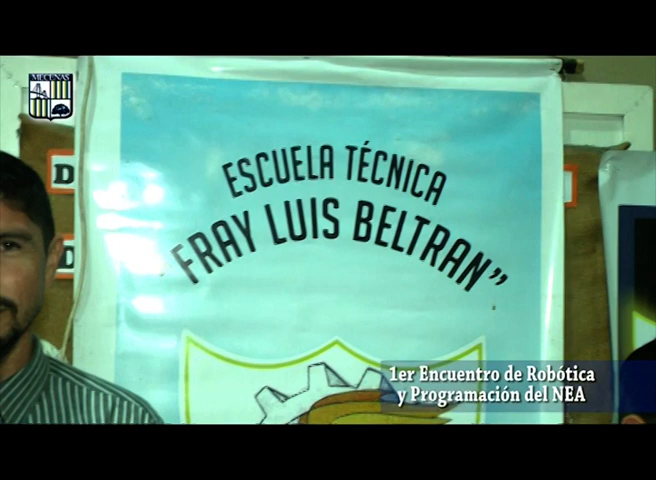 MECENAS
ESCUELA TÉCNICA
FRAY LUIS BELTRAN”
D
D
1er Encuentro de Robótica
y Programación del NEA